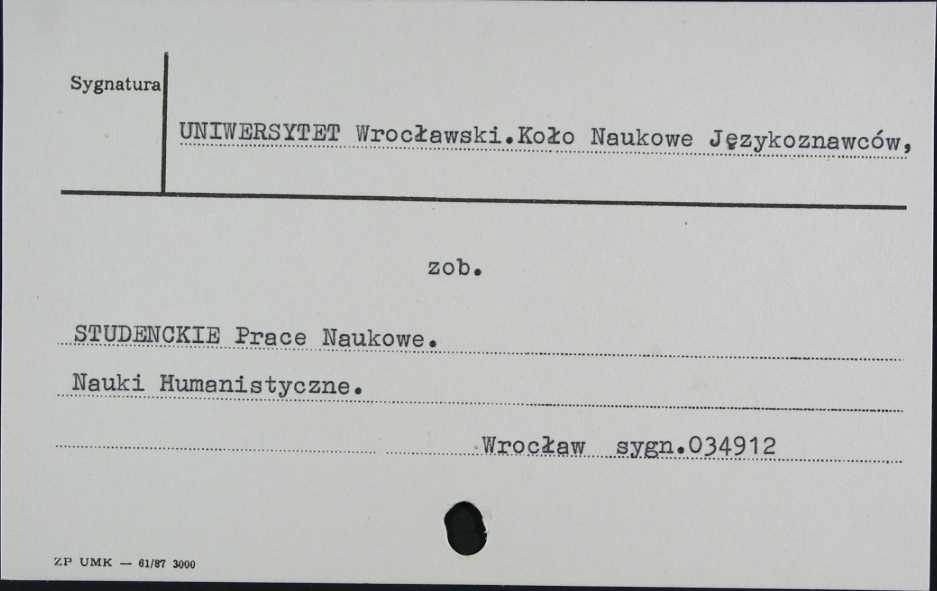 Sygnatura
UNIWERSYTET Wrocławski.Koło Naukowe Językoznawców,
zob.
STUDENCKIE Prace Naukowe.
Nauki Humanistyczne.
Wrocław sygn.034912
ZP UMK — 61/87 3000